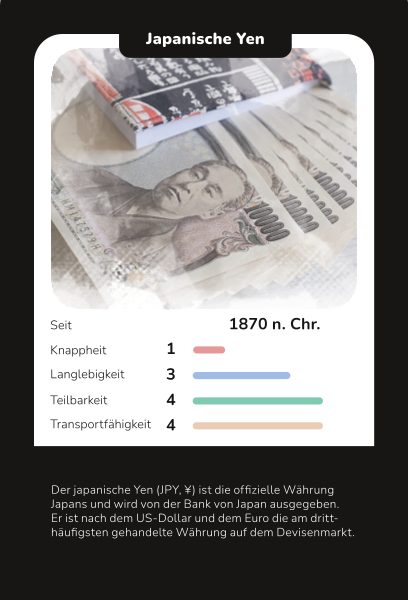 Japanische Yen
Seit 1870 n. Chr.
Knappheit 1
Langlebigkeit 3
Teilbarkeit 4
Transportfähigkeit 4
Der japanische Yen (JPY, ¥) ist die offizielle Währung
Japans und wird von der Bank von Japan ausgegeben.
Er ist nach dem US-Dollar und dem Euro die am dritt-
häufigsten gehandelte Währung auf dem Devisenmarkt.